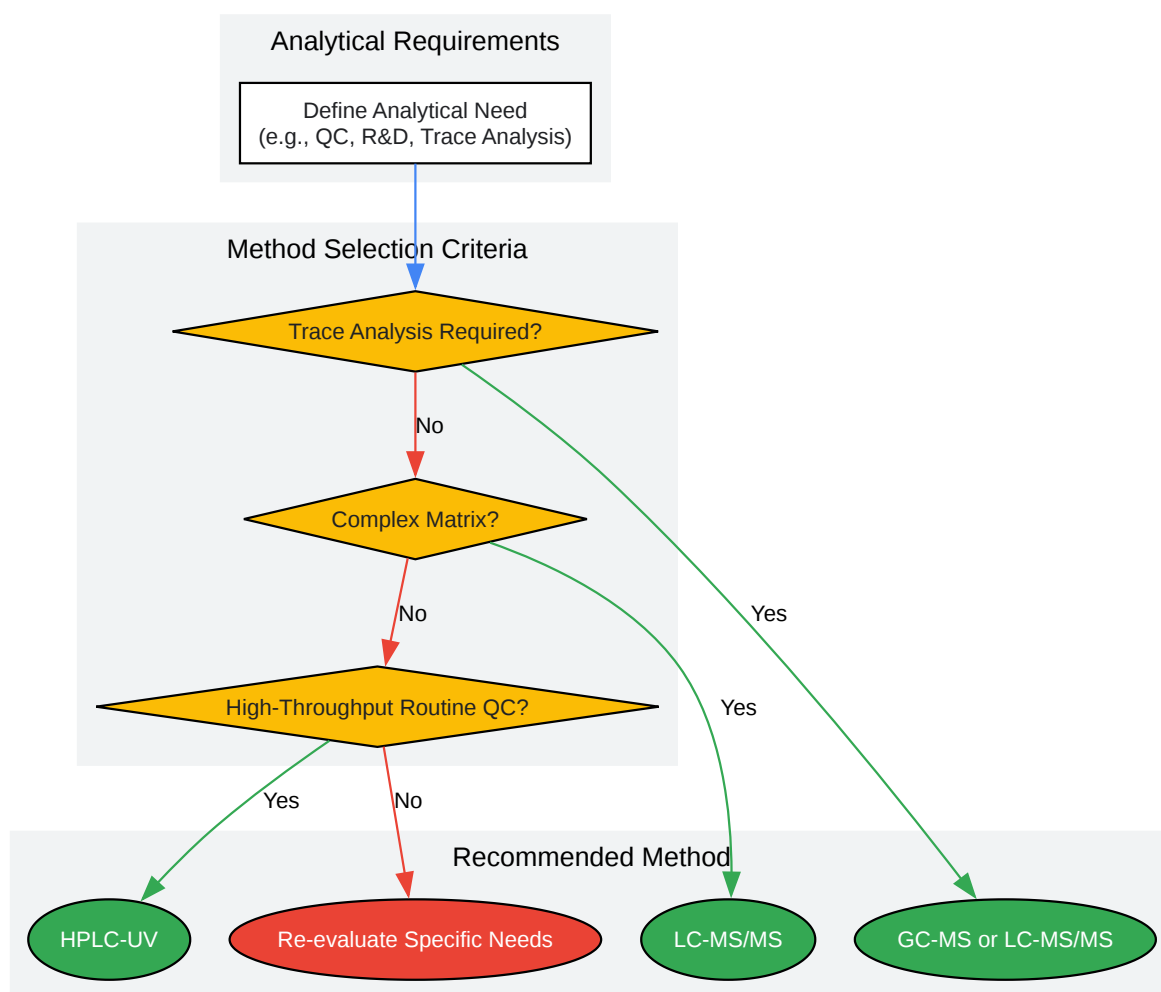 Analytical Requirements
Define Analytical Need
(e.g., QC, R&D, Trace Analysis)
Method Selection Criteria
Trace Analysis Required?
No
Complex Matrix?
No
Yes
High-Throughput Routine QC?
Yes
Yes
No
Recommended Method
HPLC-UV
Re-evaluate Specific Needs
LC-MS/MS
GC-MS or LC-MS/MS